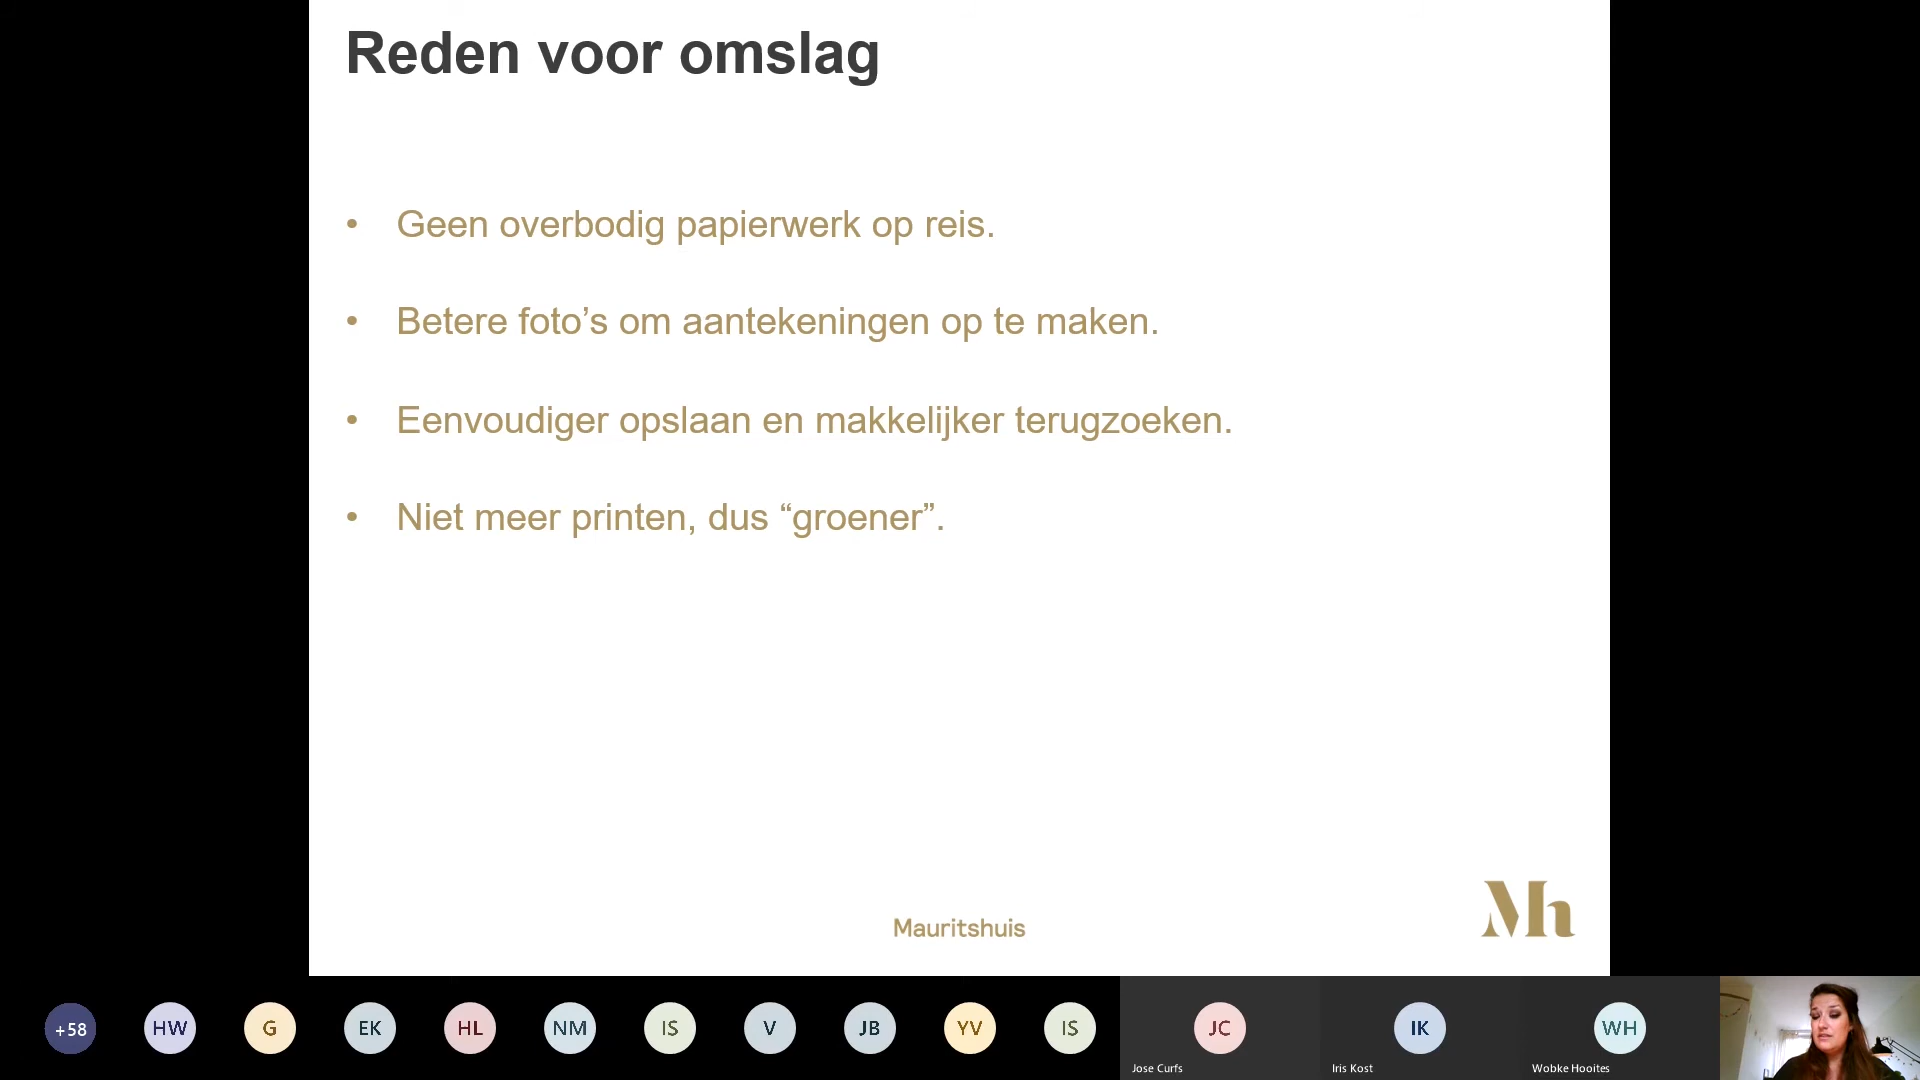 Reden voor omslag
• Geen overbodig papierwerk op reis.
• Betere foto’s om aantekeningen op te maken.
• Eenvoudiger opslaan en makkelijker terugzoeken.
• Niet meer printen, dus “groener”.
Mauritshuis
Mh
+58 HW G EK HL NM IS V JB YV IS JC IK WH
Jose Curfs Iris Kost Wobke Hooites